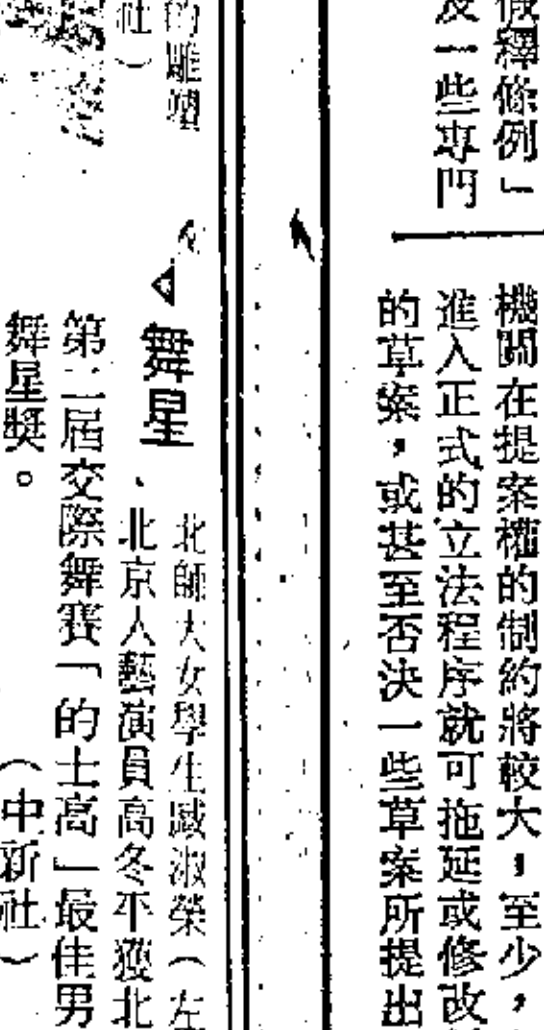 假釋條例」
及一些專門
機關在提案權的制約將較大,至少,
進入正式的立法程序就可拖延或修改
的草案,或甚至否決一些草案所提出
的雕塑
社)
舞星
北師大女學生臧淑榮(左
、北京人藝演員高冬平獲北
第二屆交際舞賽「的士高」最佳男
舞星獎。(中新社)